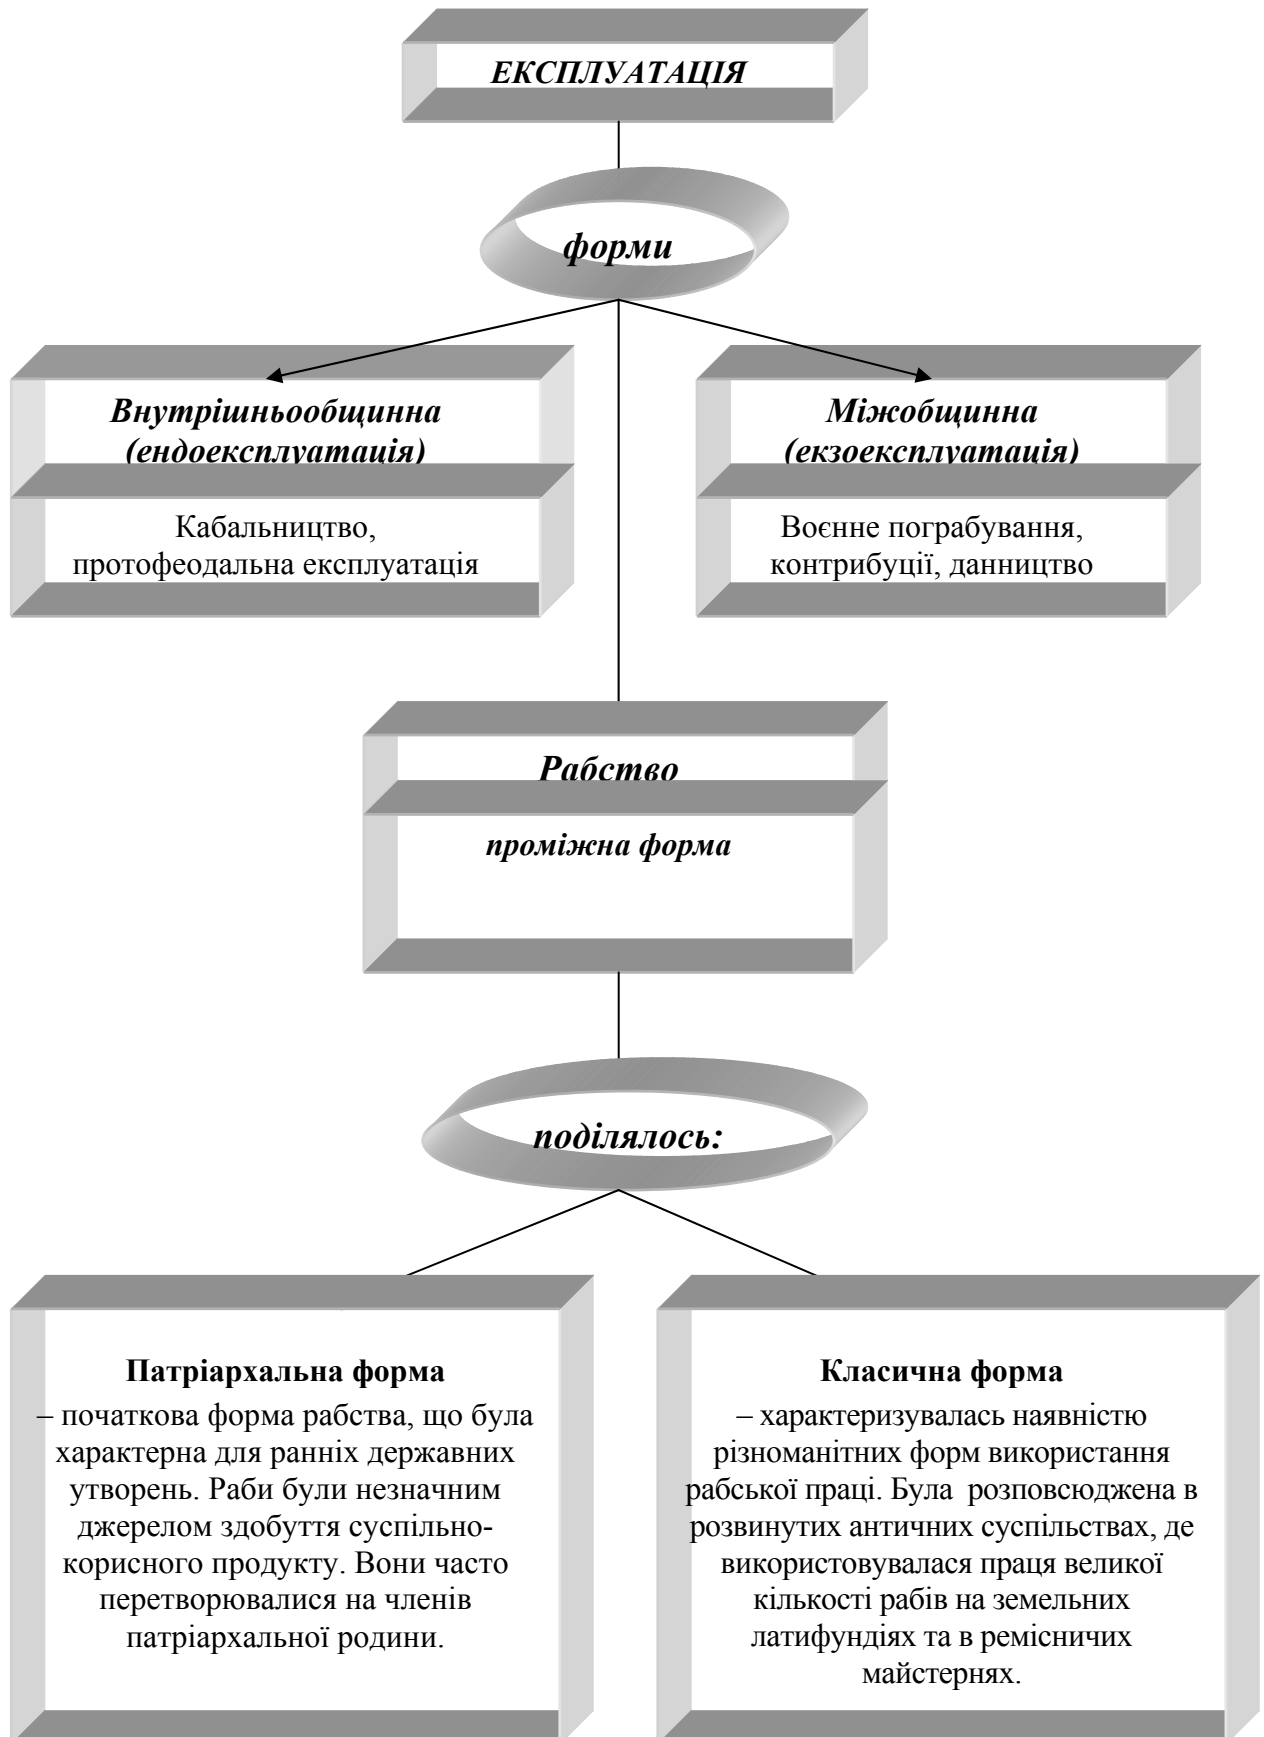 ЕКСПЛУАТАЦІЯ
форми
Внутрішньообщинна
(ендоексплуатація)
Кабальництво,
протофеодальна експлуатація
Міжобщинна
(екзоексплуатація)
Воєнне пограбування,
контрибуції, данництво
Рабство
проміжна форма
поділялось:
Патріархальна форма
– початкова форма рабства, що була
характерна для ранніх державних
утворень. Раби були незначним
джерелом здобуття суспільно-
корисного продукту. Вони часто
перетворювалися на членів
патріархальної родини.
Класична форма
– характеризувалась наявністю
різноманітних форм використання
рабської праці. Була розповсюджена в
розвинутих античних суспільствах, де
використовувалася праця великої
кількості рабів на земельних
латифундіях та в ремісничих
майстернях.